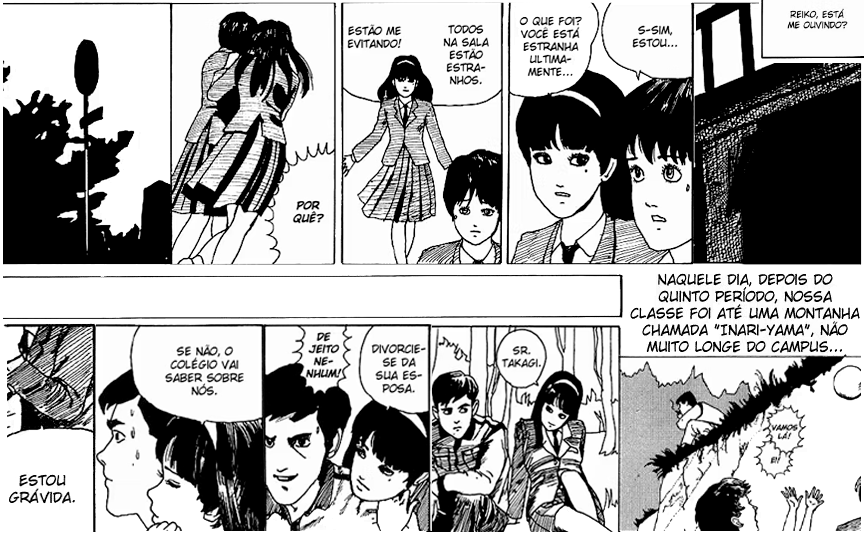 REIKO, ESTÁ
ME OUVINDO?
S-SIM,
ESTOU...
O QUE FOI?
VOCÊ ESTÁ
ESTRANHA
ULTIMA-
MENTE...
TODOS
NA SALA
ESTÃO
ESTRA-
NHOS.
ESTÃO ME
EVITANDO!
POR
QUÊ?
NAQUELE DIA, DEPOIS DO
QUINTO PERÍODO, NOSSA
CLASSE FOI ATÉ UMA MONTANHA
CHAMADA "INARI-YAMA", NÃO
MUITO LONGE DO CAMPUS...
VAMOS
LÁ!
EI!
SR.
TAKAGI.
DIVORCIE-
SE DA
SUA ES-
POSA.
DE
JEITO
NE-
NHUM!
SE NÃO, O
COLÉGIO VAI
SABER SOBRE
NÓS.
ESTOU
GRÁVIDA.